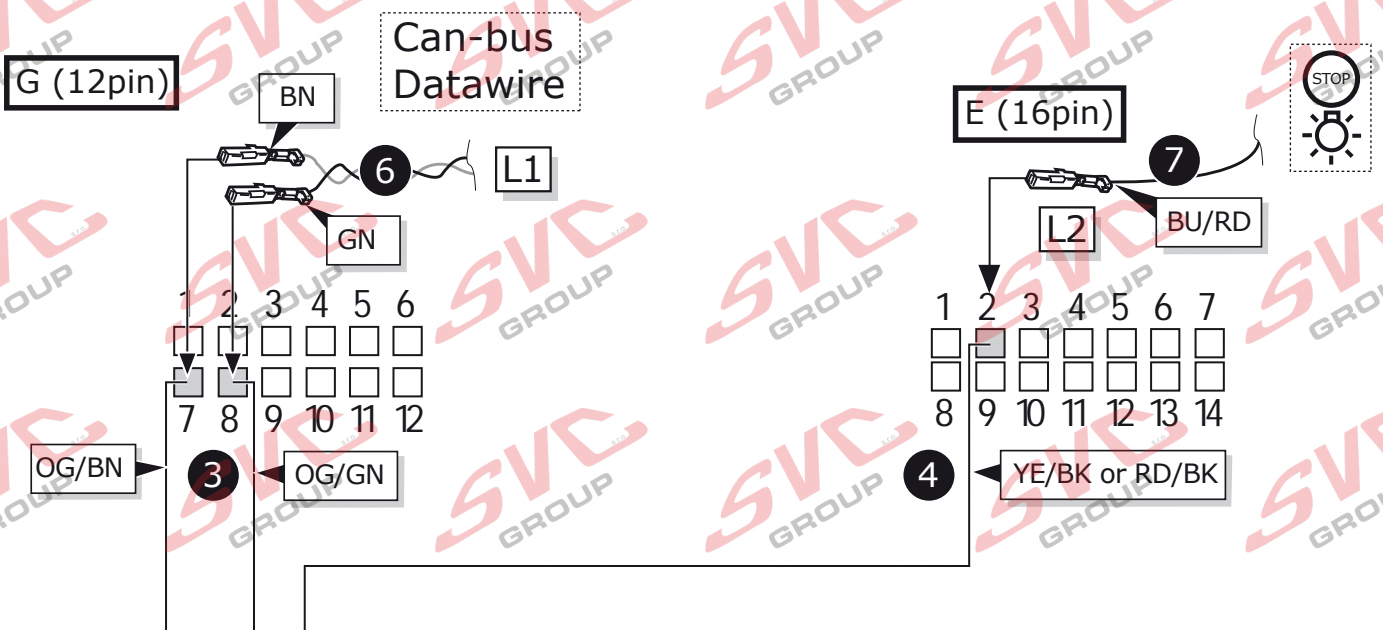 G (12pin)
BN
Can-bus
Datawire
E (16pin)
STOP
6
L1
7
GN
L2
BU/RD
1 2 3 4 5 6
7 8 9 10 11 12
1 2 3 4 5 6 7
8 9 10 11 12 13 14
OG/BN
3
OG/GN
4
YE/BK or RD/BK
SVC
GROUP
s.r.o.